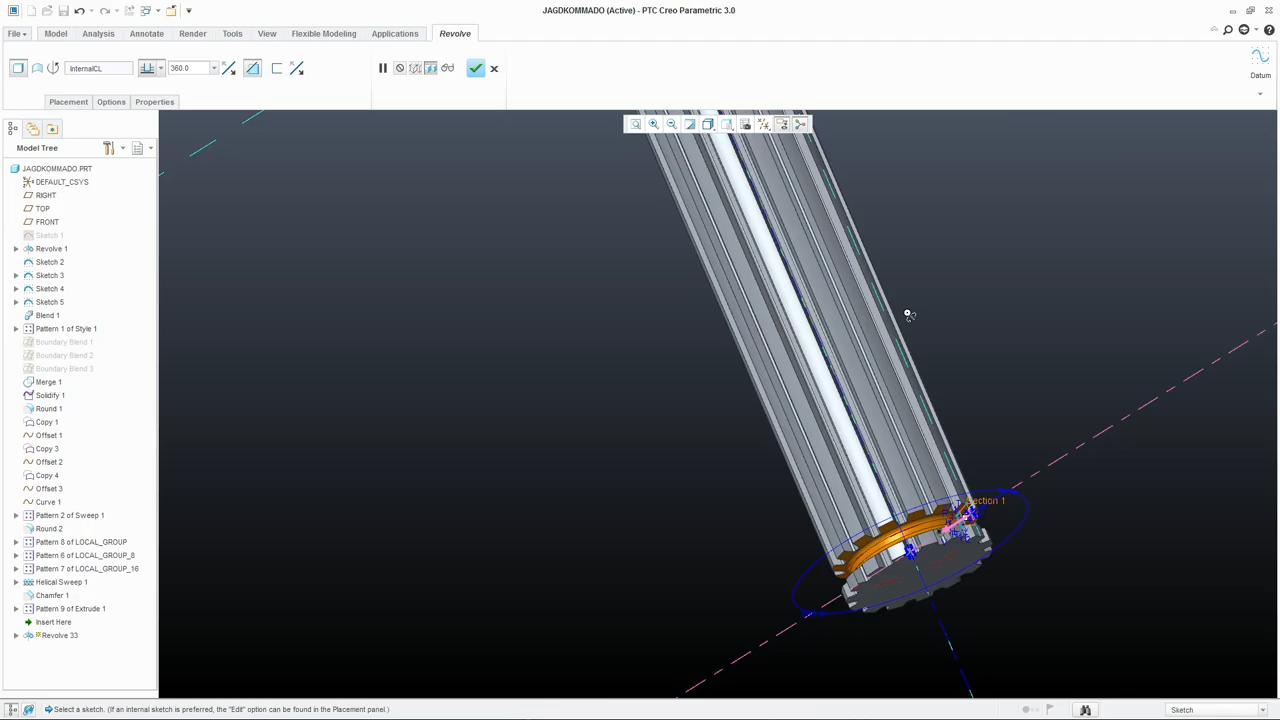 JAGDKOMMADO (Active) - PTC Creo Parametric 3.0
File
Model
Analysis
Annotate
Render
Tools
View
Flexible Modeling
Applications
Revolve
InternalCL
360.0
Datum
Placement
Options
Properties
Model Tree
JAGDKOMMADO.PRT
DEFAULT_CSYS
RIGHT
TOP
FRONT
Sketch 1
Revolve 1
Sketch 2
Sketch 3
Sketch 4
Sketch 5
Blend 1
Pattern 1 of Style 1
Boundary Blend 1
Boundary Blend 2
Boundary Blend 3
Merge 1
Solidify 1
Round 1
Copy 1
Offset 1
Copy 3
Offset 2
Copy 4
Offset 3
Curve 1
Pattern 2 of Sweep 1
Round 2
Pattern 8 of LOCAL_GROUP
Pattern 6 of LOCAL_GROUP_8
Pattern 7 of LOCAL_GROUP_16
Helical Sweep 1
Chamfer 1
Pattern 9 of Extrude 1
Insert Here
Revolve 33
Section 1
Select a sketch. (If an internal sketch is preferred, the "Edit" option can be found in the Placement panel.)
Sketch